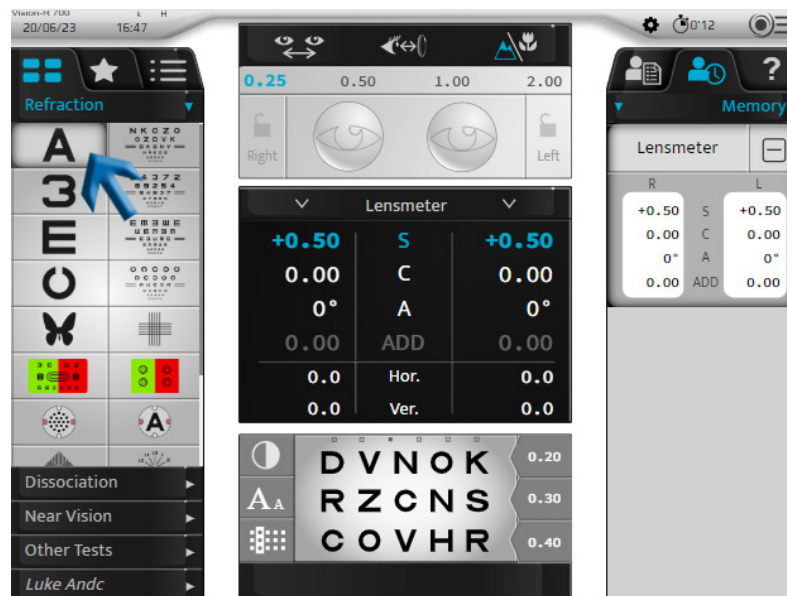 Vision-R 700
20/06/23 16:47
0'12
?
Refraction
A
N K C Z O
O Z D V K
3
E
A
Dissociation
Near Vision
Other Tests
Luke Andc
0.25 0.50 1.00 2.00
Right Left
Lensmeter
+0.50 S +0.50
0.00 C 0.00
0° A 0°
0.00 ADD 0.00
0.0 Hor. 0.0
0.0 Ver. 0.0
A A
D V N O K 0.20
R Z C N S 0.30
C O V H R 0.40
Memory
Lensmeter
R L
+0.50 S +0.50
0.00 C 0.00
0° A 0°
0.00 ADD 0.00